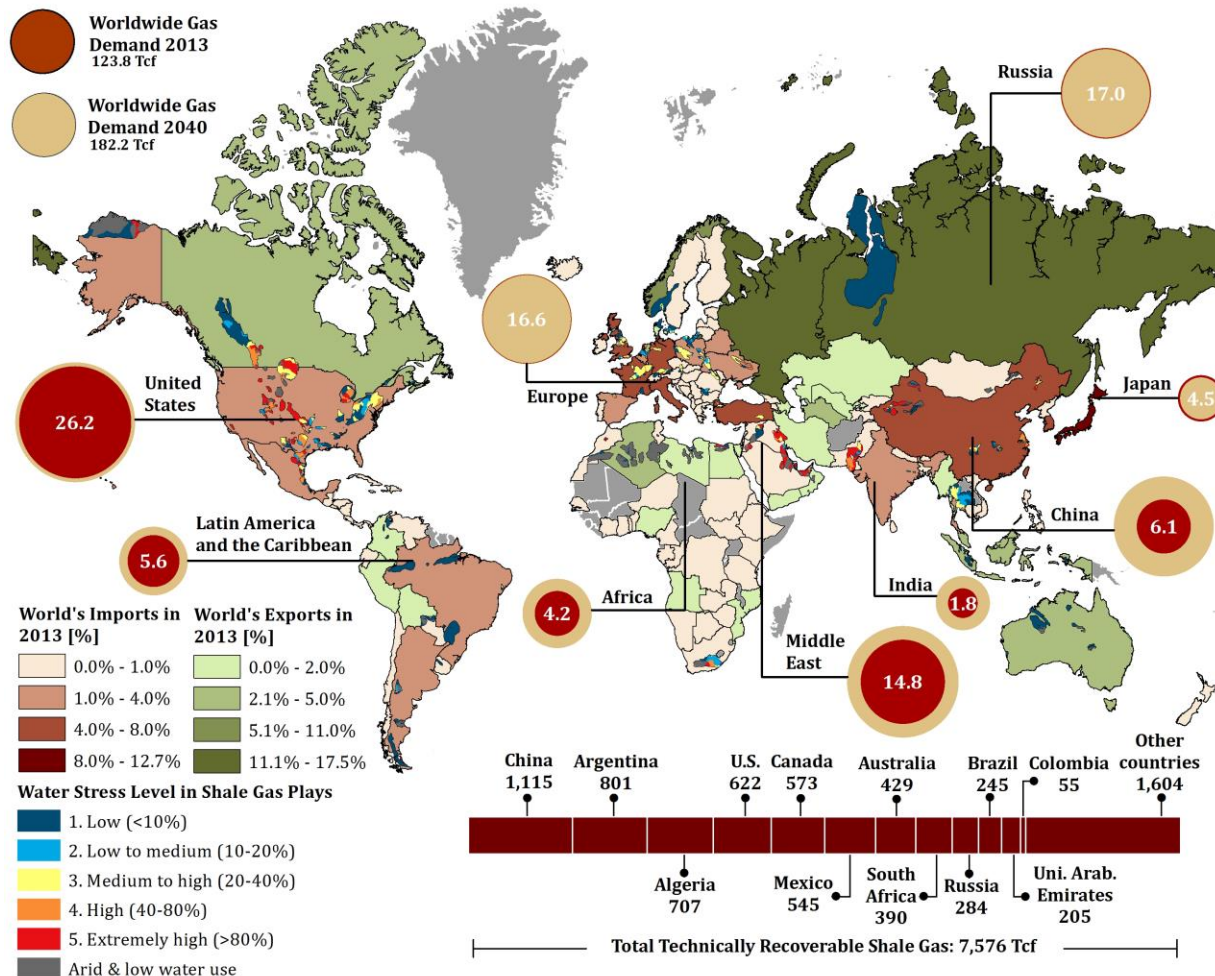 Worldwide Gas
Demand 2013
123.8 Tcf
Worldwide Gas
Demand 2040
182.2 Tcf
Russia
17.0
16.6
Europe
United
States
26.2
Japan
4.5
Latin America
and the Caribbean
5.6
Africa
4.2
China
6.1
India
1.8
Middle
East
14.8
World's Imports in
2013 [%]
0.0% - 1.0%
1.0% - 4.0%
4.0% - 8.0%
8.0% - 12.7%
World's Exports in
2013 [%]
0.0% - 2.0%
2.1% - 5.0%
5.1% - 11.0%
11.1% - 17.5%
Water Stress Level in Shale Gas Plays
1. Low (<10%)
2. Low to medium (10-20%)
3. Medium to high (20-40%)
4. High (40-80%)
5. Extremely high (>80%)
Arid & low water use
China
1,115
Argentina
801
U.S.
622
Canada
573
Australia
429
Brazil
245
Colombia
55
Other
countries
1,604
Algeria
707
Mexico
545
South
Africa
390
Russia
284
Uni. Arab.
Emirates
205
Total Technically Recoverable Shale Gas: 7,576 Tcf